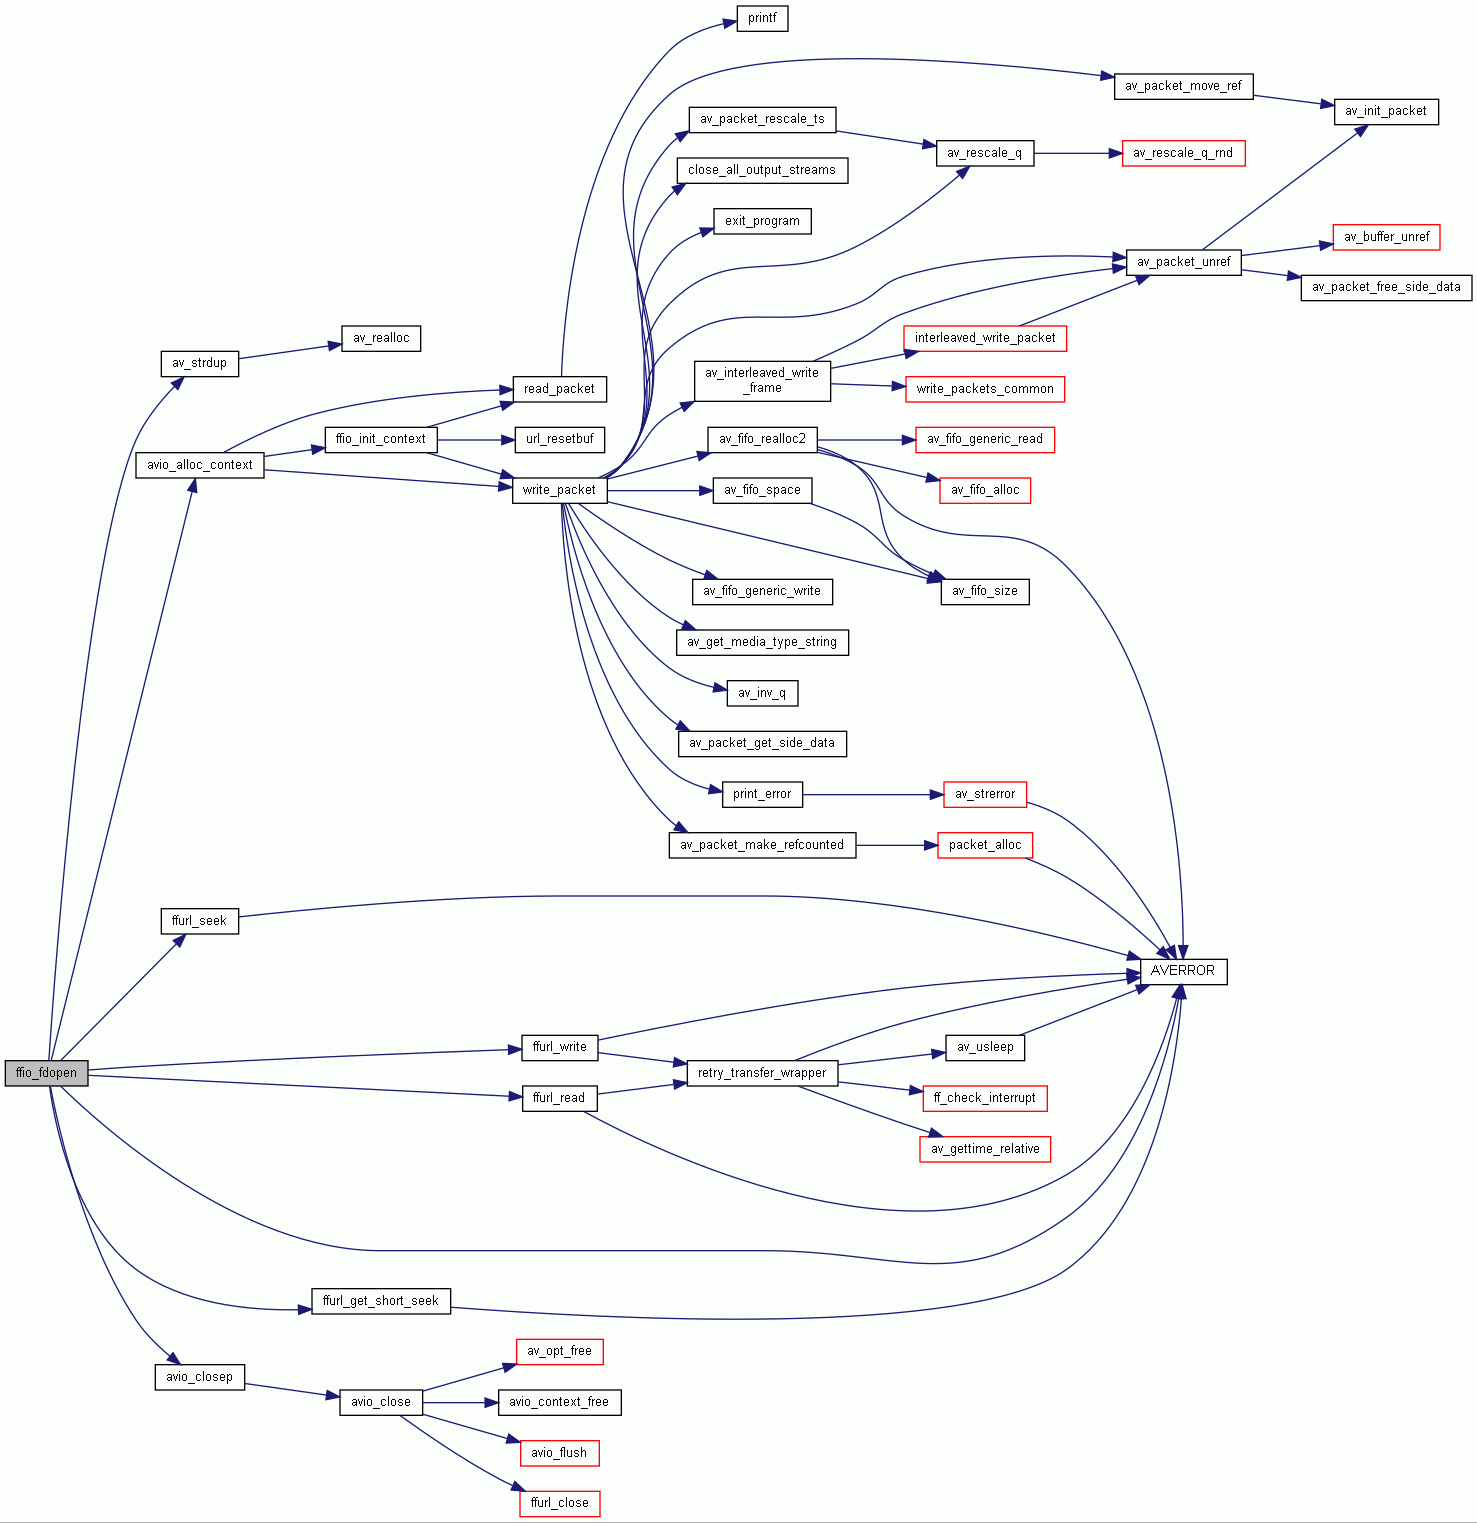 printf
av_packet_move_ref
av_init_packet
av_packet_rescale_ts
av_rescale_q
av_rescale_q_rnd
close_all_output_streams
exit_program
av_buffer_unref
av_packet_unref
av_packet_free_side_data
av_realloc
interleaved_write_packet
av_strdup
av_interleaved_write
_frame
read_packet
write_packets_common
ffio_init_context
url_resetbuf
av_fifo_realloc2
av_fifo_generic_read
avio_alloc_context
write_packet
av_fifo_space
av_fifo_alloc
av_fifo_generic_write
av_fifo_size
av_get_media_type_string
av_inv_q
av_packet_get_side_data
print_error
av_strerror
av_packet_make_refcounted
packet_alloc
ffurl_seek
AVERROR
ffurl_write
av_usleep
ffio_fdopen
retry_transfer_wrapper
ffurl_read
ff_check_interrupt
av_gettime_relative
ffurl_get_short_seek
av_opt_free
avio_closep
avio_close
avio_context_free
avio_flush
ffurl_close